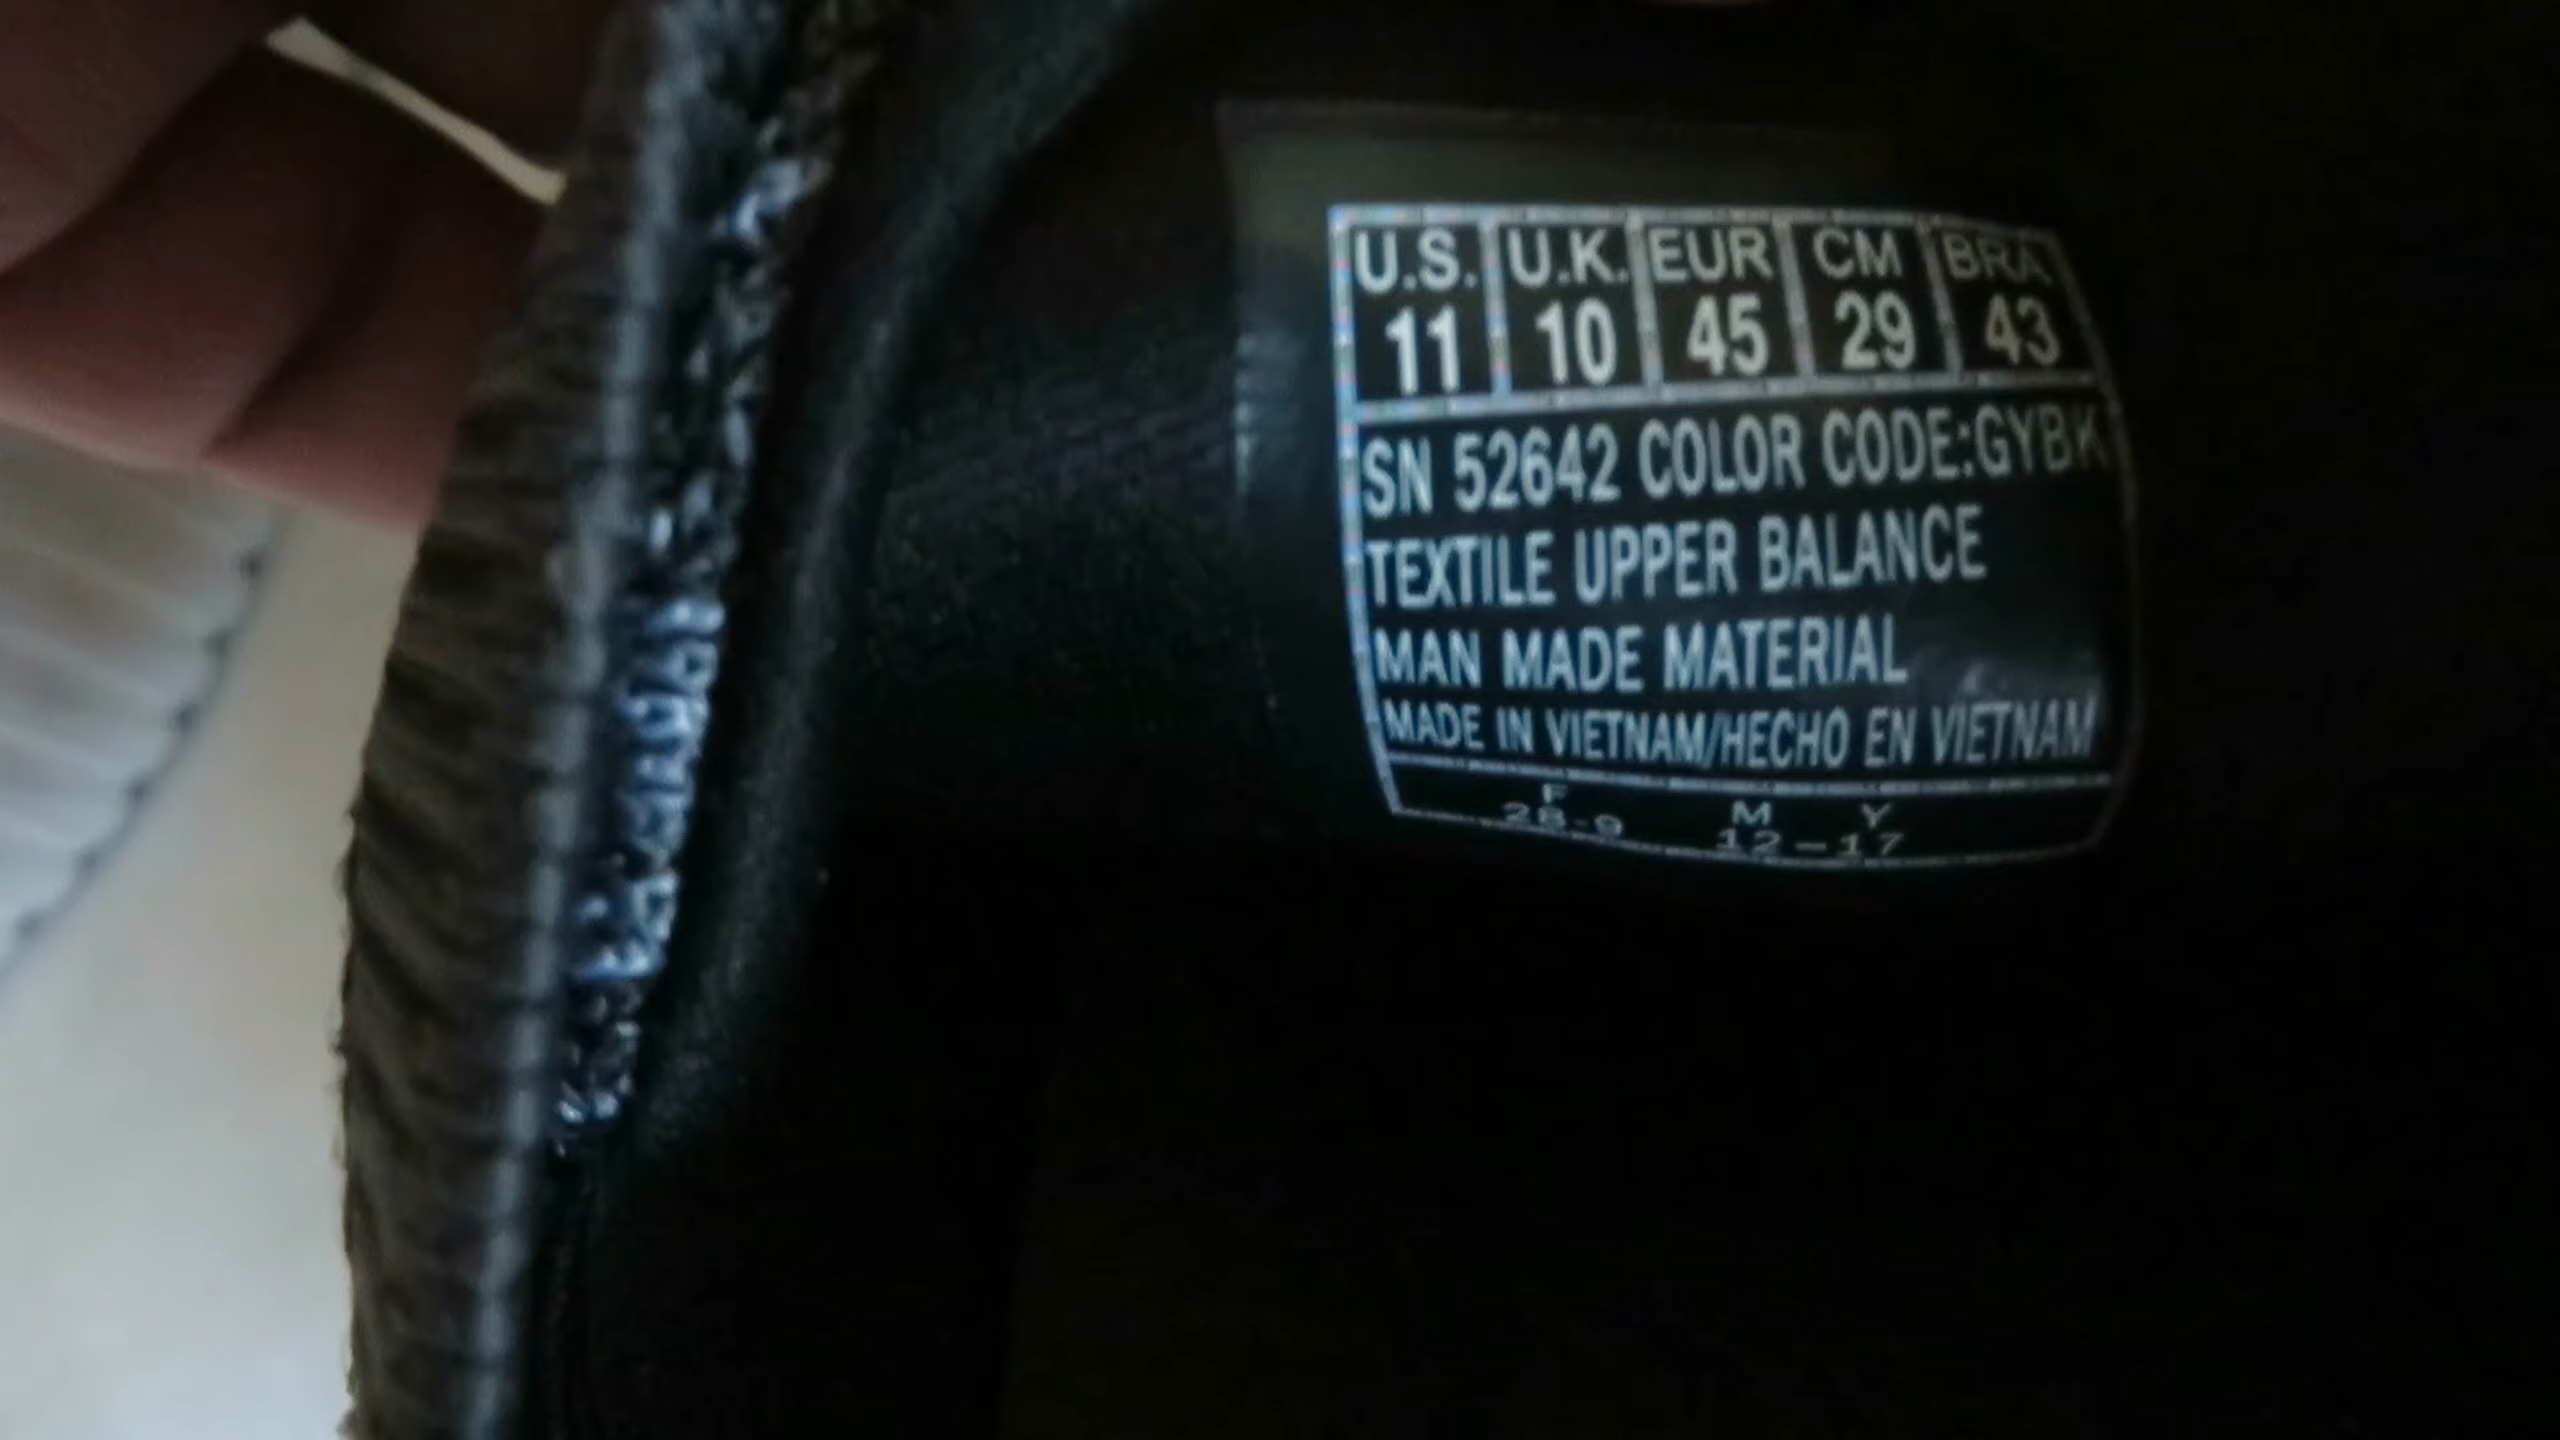 U.S. U.K. EUR CM BRA
11 10 45 29 43
SN 52642 COLOR CODE:GYBK
TEXTILE UPPER BALANCE
MAN MADE MATERIAL
MADE IN VIETNAM/HECHO EN VIETNAM
F M Y
28-9 12-17